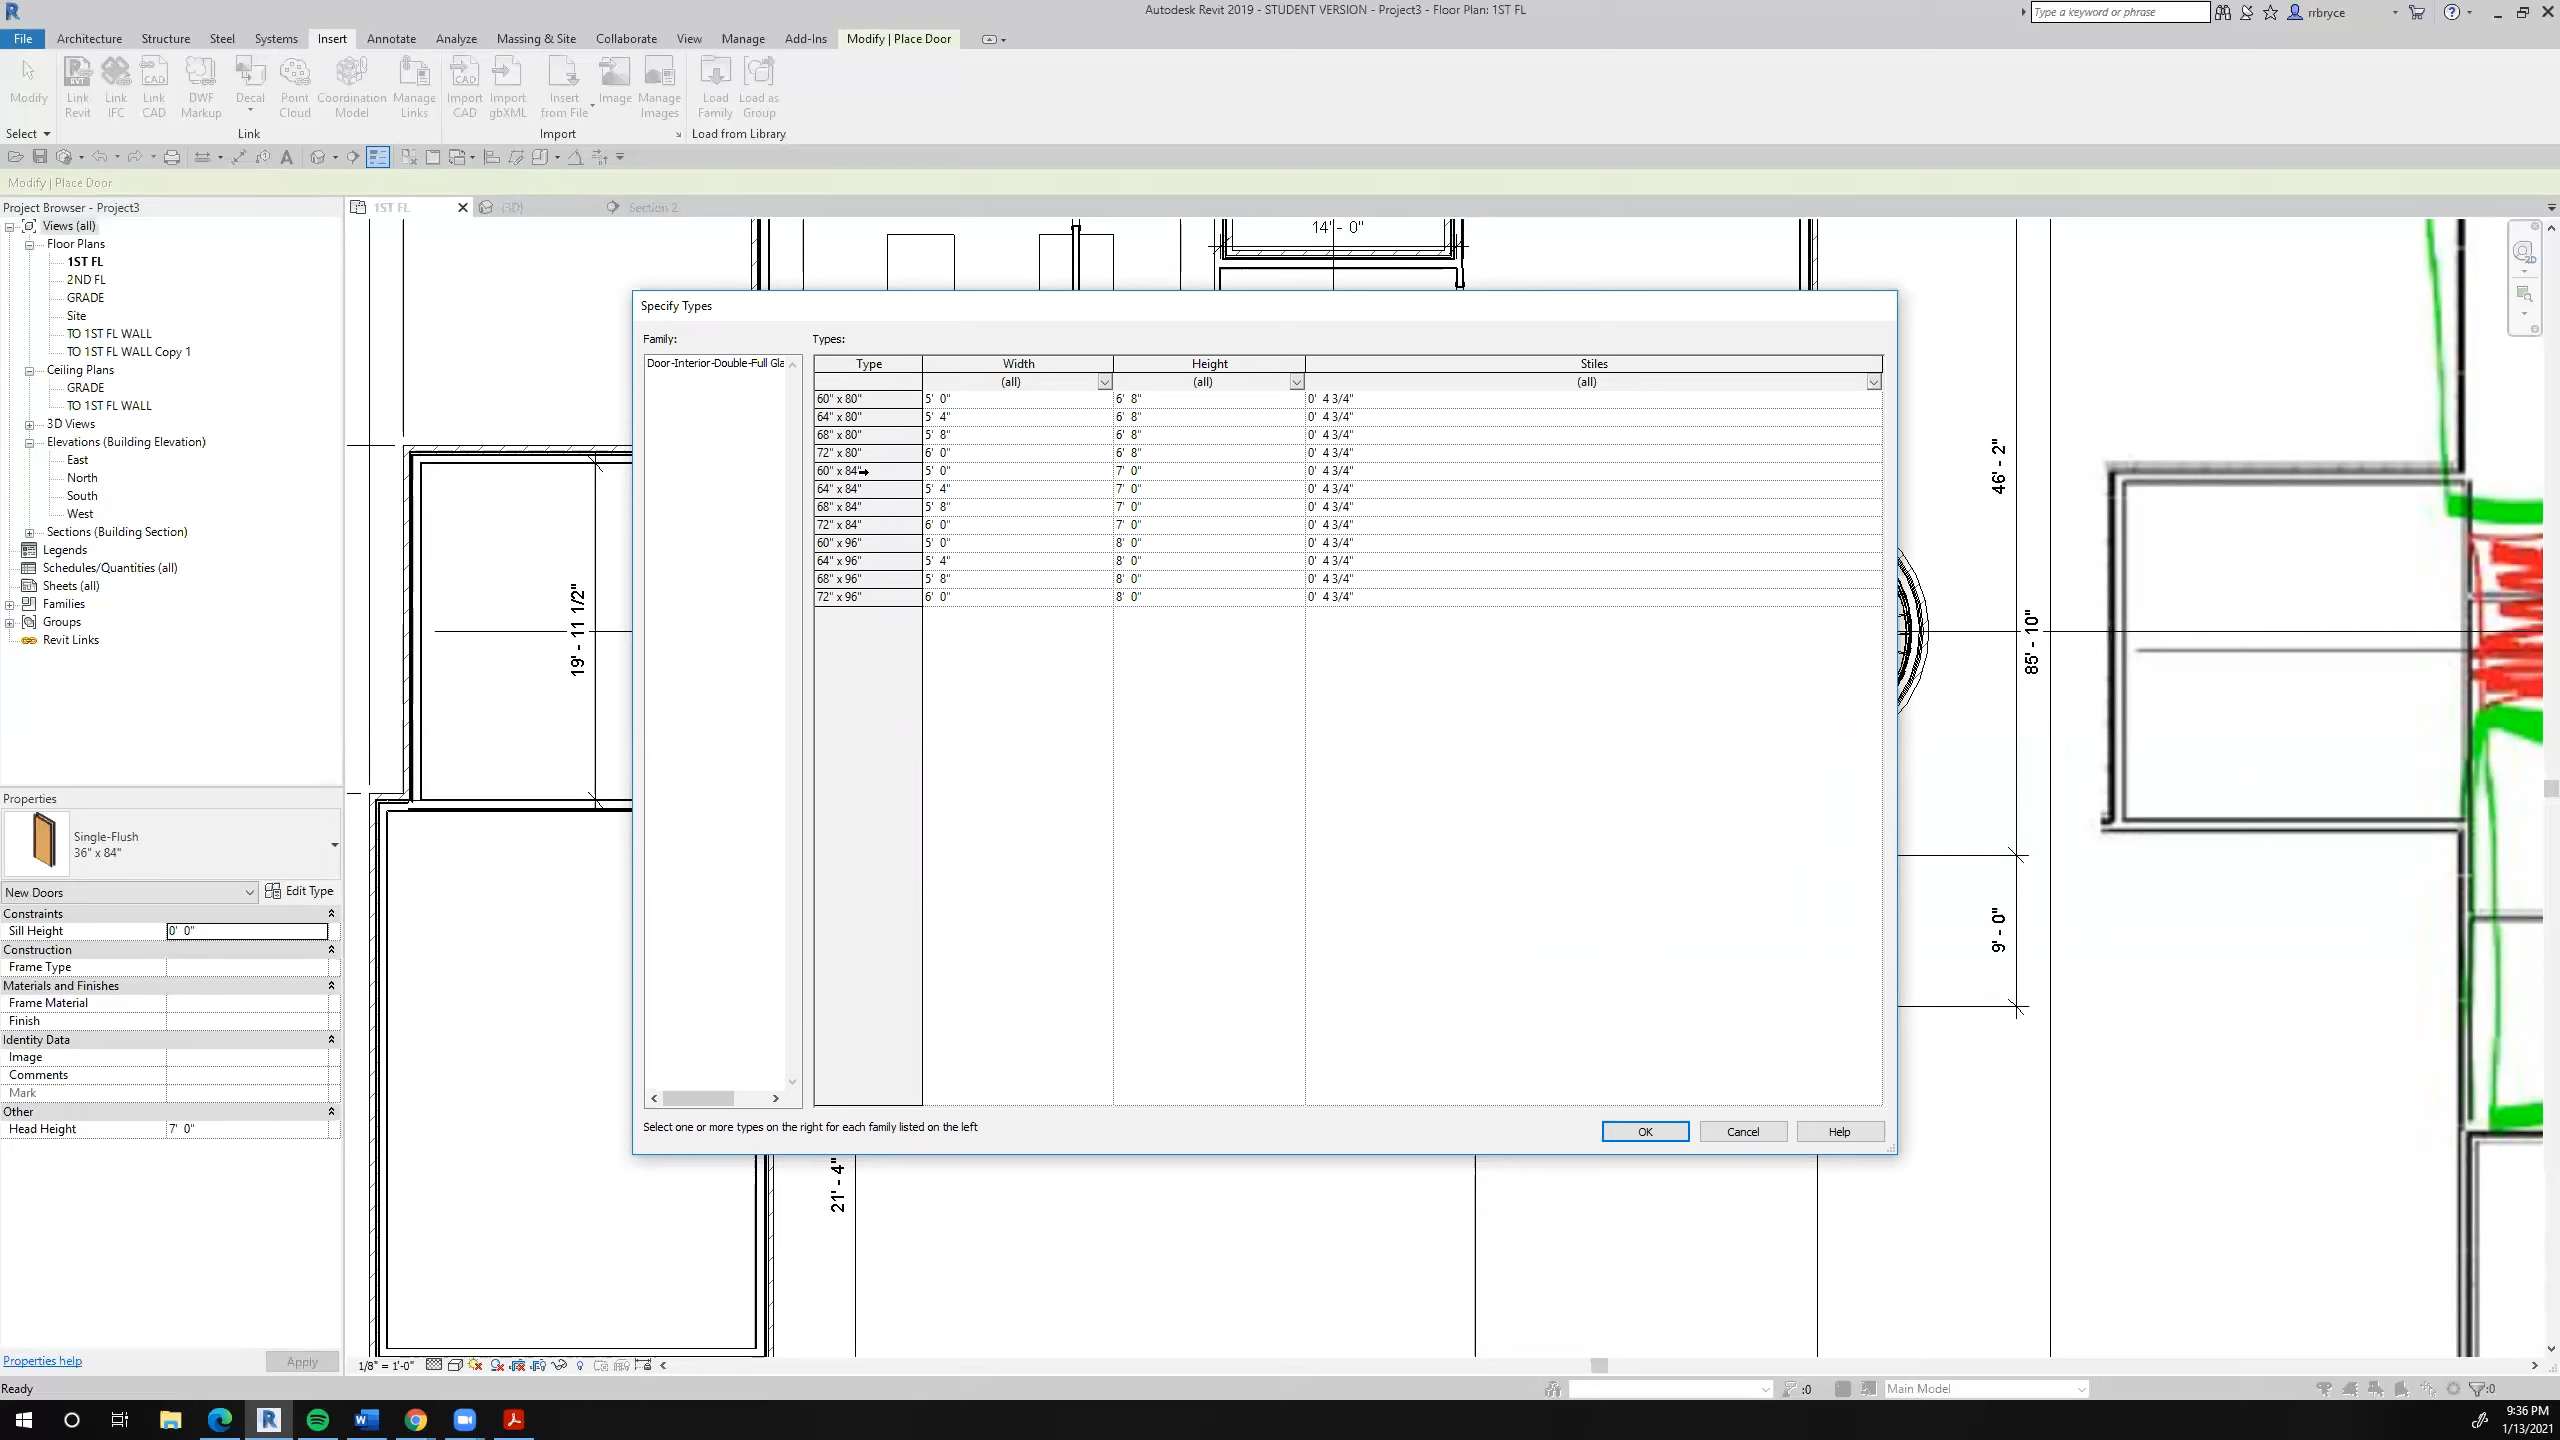 Autodesk Revit 2019 - STUDENT VERSION - Project3 - Floor Plan: 1ST FL
Type a keyword or phrase
rrbryce
File Architecture Structure Steel Systems Insert Annotate Analyze Massing & Site Collaborate View Manage Add-Ins Modify | Place Door
Modify
Link Revit
Link IFC
Link CAD
DWF Markup
Decal
Point Cloud
Coordination Model
Manage Links
Import CAD
Import gbXML
Insert from File
Image
Manage Images
Load Family
Load as Group
Select Link Import Load from Library
Modify | Place Door
Project Browser - Project3
1ST FL {3D} Section 2
Views (all)
Floor Plans
1ST FL
2ND FL
GRADE
Site
TO 1ST FL WALL
TO 1ST FL WALL Copy 1
Ceiling Plans
GRADE
TO 1ST FL WALL
3D Views
Elevations (Building Elevation)
East
North
South
West
Sections (Building Section)
Legends
Schedules/Quantities (all)
Sheets (all)
Families
Groups
Revit Links
Properties
Single-Flush
36" x 84"
New Doors Edit Type
Constraints
Sill Height 0' 0"
Construction
Frame Type
Materials and Finishes
Frame Material
Finish
Identity Data
Image
Comments
Mark
Other
Head Height 7' 0"
Properties help Apply
14' - 0"
19' - 11 1/2"
21' - 4"
46' - 2"
85' - 10"
9' - 0"
Specify Types
Family: Types:
Door-Interior-Double-Full Gla
Type Width Height Stiles
(all) (all) (all)
60" x 80" 5' 0" 6' 8" 0' 4 3/4"
64" x 80" 5' 4" 6' 8" 0' 4 3/4"
68" x 80" 5' 8" 6' 8" 0' 4 3/4"
72" x 80" 6' 0" 6' 8" 0' 4 3/4"
60" x 84" 5' 0" 7' 0" 0' 4 3/4"
64" x 84" 5' 4" 7' 0" 0' 4 3/4"
68" x 84" 5' 8" 7' 0" 0' 4 3/4"
72" x 84" 6' 0" 7' 0" 0' 4 3/4"
60" x 96" 5' 0" 8' 0" 0' 4 3/4"
64" x 96" 5' 4" 8' 0" 0' 4 3/4"
68" x 96" 5' 8" 8' 0" 0' 4 3/4"
72" x 96" 6' 0" 8' 0" 0' 4 3/4"
Select one or more types on the right for each family listed on the left
OK Cancel Help
1/8" = 1'-0"
Ready
:0 Main Model :0
9:36 PM
1/13/2021